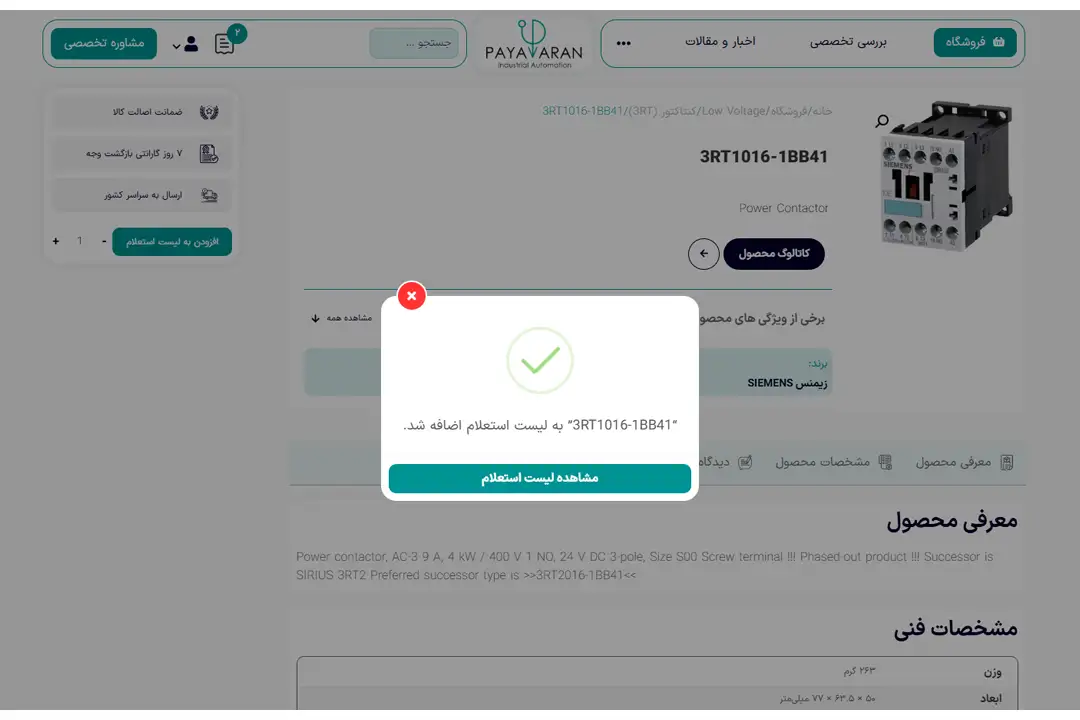 فروشگاه
بررسی تخصصی
اخبار و مقالات
•••
PAYAVARAN
Industrial Automation
جستجو ...
۲
مشاوره تخصصی
خانه/فروشگاه/Low Voltage/کنتاکتور (3RT)/3RT1016-1BB41
3RT1016-1BB41
Power Contactor
کاتالوگ محصول
SIEMENS
ضمانت اصالت کالا
۷ روز گارانتی بازگشت وجه
ارسال به سراسر کشور
افزودن به لیست استعلام
- 1 +
برخی از ویژگی های محصو
مشاهده همه
برند:
زیمنس SIEMENS
“3RT1016-1BB41” به لیست استعلام اضافه شد.
مشاهده لیست استعلام
معرفی محصول
مشخصات محصول
دیدگاه
معرفی محصول
Power contactor, AC-3 9 A, 4 kW / 400 V 1 NO, 24 V DC 3-pole, Size S00 Screw terminal !!! Phased-out product !!! Successor is
SIRIUS 3RT2 Preferred successor type is >>3RT2016-1BB41<<
مشخصات فنی
وزن
۲۶۳ گرم
ابعاد
۵۰ × ۶۳.۵ × ۷۷ میلی‌متر